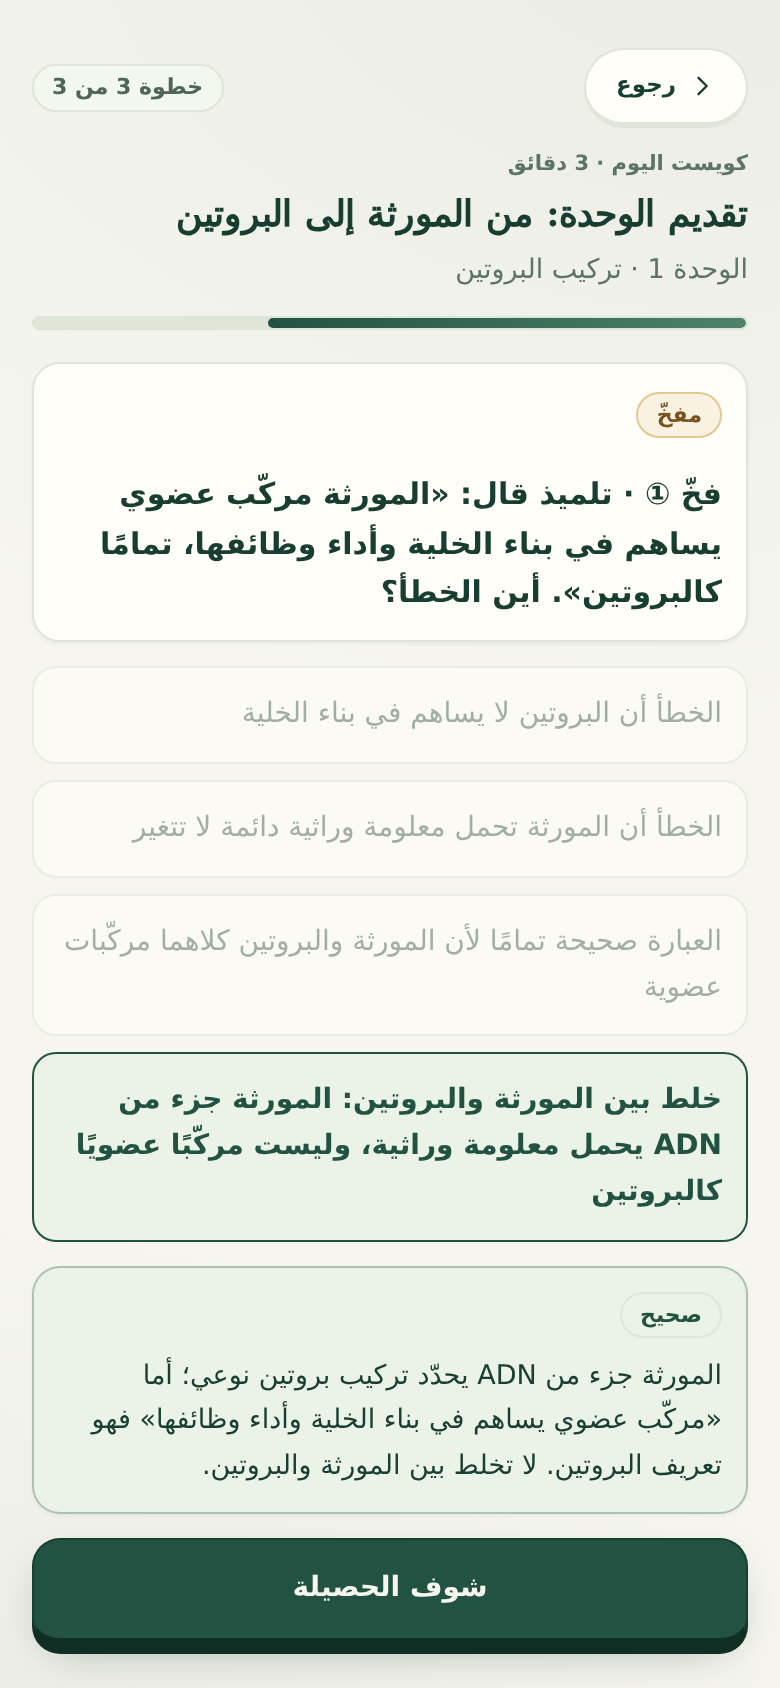 رجوع
خطوة 3 من 3
كويست اليوم · 3 دقائق
تقديم الوحدة: من المورثة إلى البروتين
الوحدة 1 · تركيب البروتين
مفخّ
فخّ ① · تلميذ قال: «المورثة مركّب عضوي
يساهم في بناء الخلية وأداء وظائفها، تمامًا
كالبروتين». أين الخطأ؟
الخطأ أن البروتين لا يساهم في بناء الخلية
الخطأ أن المورثة تحمل معلومة وراثية دائمة لا تتغير
العبارة صحيحة تمامًا لأن المورثة والبروتين كلاهما مركّبات
عضوية
خلط بين المورثة والبروتين: المورثة جزء من
ADN يحمل معلومة وراثية، وليست مركّبًا عضويًا
كالبروتين
صحيح
المورثة جزء من ADN يحدّد تركيب بروتين نوعي؛ أما
«مركّب عضوي يساهم في بناء الخلية وأداء وظائفها» فهو
تعريف البروتين. لا تخلط بين المورثة والبروتين.
شوف الحصيلة